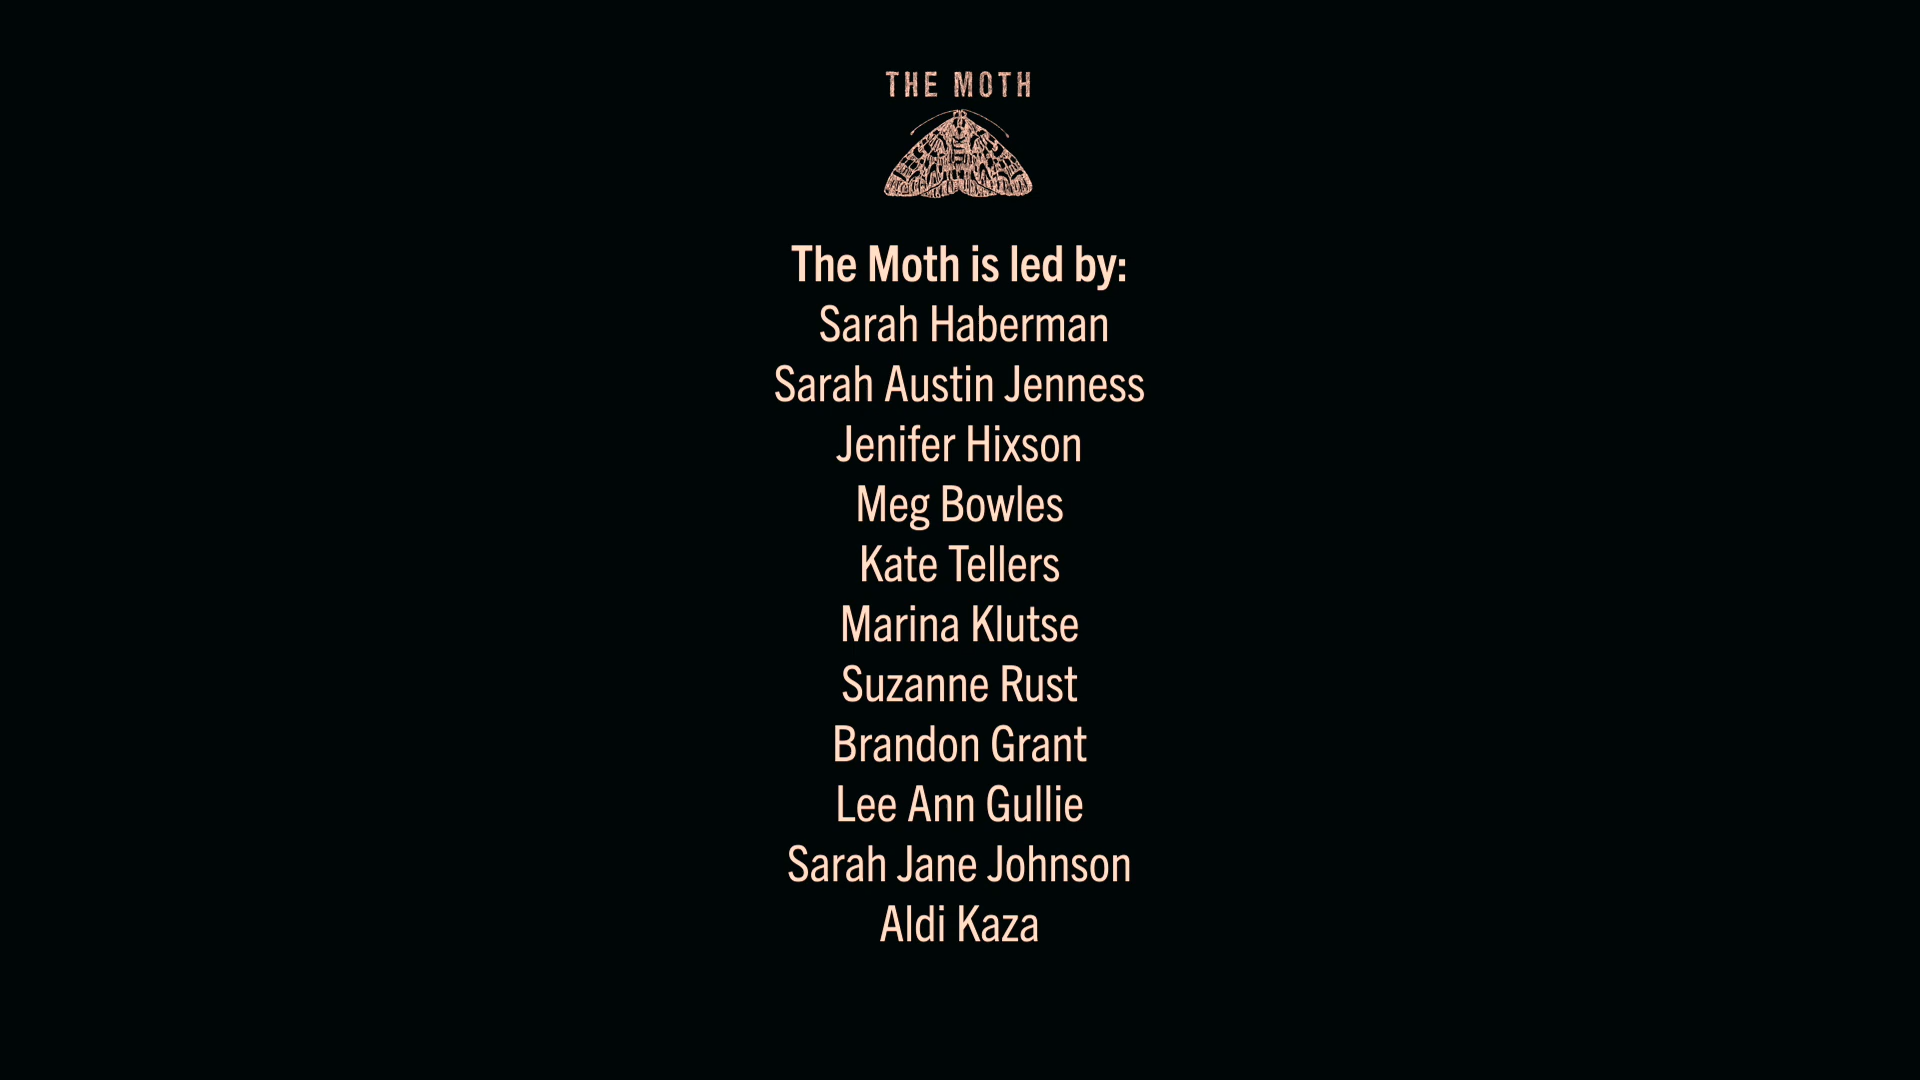 THE MOTH
The Moth is led by:
Sarah Haberman
Sarah Austin Jenness
Jenifer Hixson
Meg Bowles
Kate Tellers
Marina Klutse
Suzanne Rust
Brandon Grant
Lee Ann Gullie
Sarah Jane Johnson
Aldi Kaza